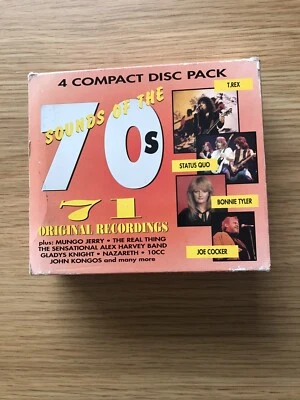 4 COMPACT DISC PACK
SOUNDS OF THE
70s
71
ORIGINAL RECORDINGS
plus: MUNGO JERRY • THE REAL THING
THE SENSATIONAL ALEX HARVEY BAND
GLADYS KNIGHT • NAZARETH • 10CC
JOHN KONGOS and many more
T.REX
STATUS QUO
BONNIE TYLER
JOE COCKER